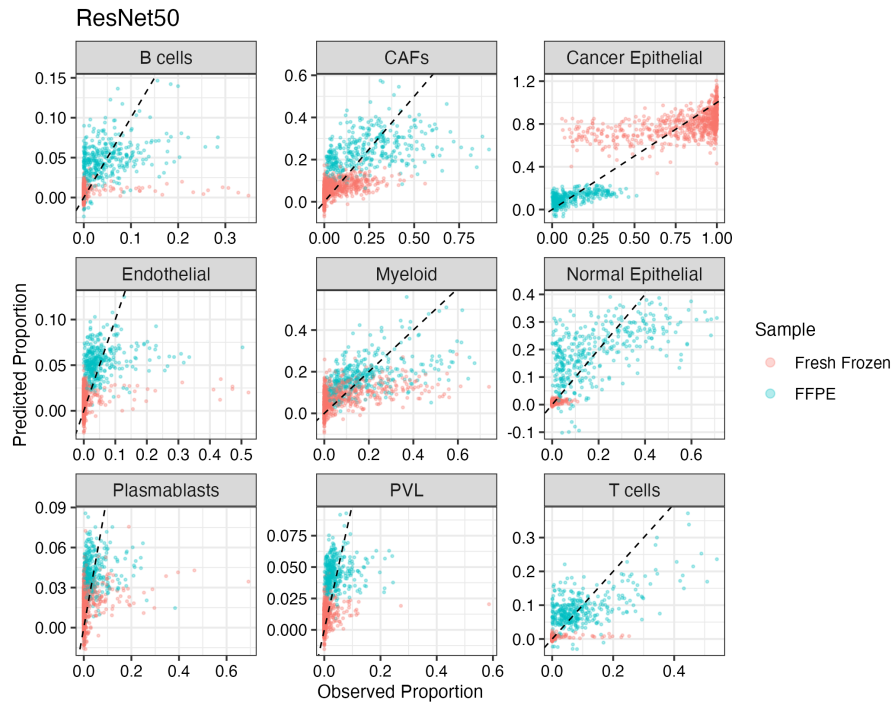 ResNet50
B cells
CAFs
Cancer Epithelial
0.15
0.10
0.05
0.00
0.0 0.1 0.2 0.3
0.6
0.4
0.2
0.0
0.00 0.25 0.50 0.75
1.2
0.8
0.4
0.0
0.00 0.25 0.50 0.75 1.00
Endothelial
Myeloid
Normal Epithelial
0.10
0.05
0.00
0.0 0.1 0.2 0.3 0.4 0.5
0.4
0.2
0.0
0.0 0.2 0.4 0.6
0.4
0.3
0.2
0.1
0.0
-0.1
0.0 0.2 0.4 0.6
Plasmablasts
PVL
T cells
0.09
0.06
0.03
0.00
0.0 0.2 0.4 0.6
0.075
0.050
0.025
0.000
0.0 0.2 0.4 0.6
0.3
0.2
0.1
0.0
0.0 0.2 0.4
Predicted Proportion
Observed Proportion
Sample
Fresh Frozen
FFPE